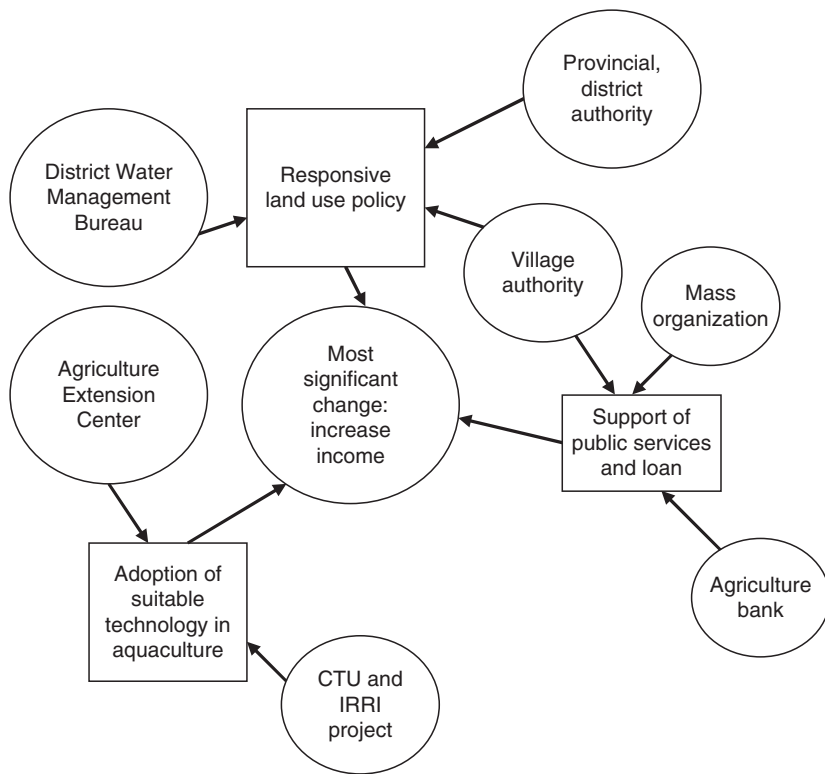 Provincial,
district
authority
District Water
Management
Bureau
Responsive
land use policy
Village
authority
Mass
organization
Agriculture
Extension
Center
Most
significant
change:
increase
income
Support of
public services
and loan
Adoption of
suitable
technology in
aquaculture
Agriculture
bank
CTU and
IRRI
project